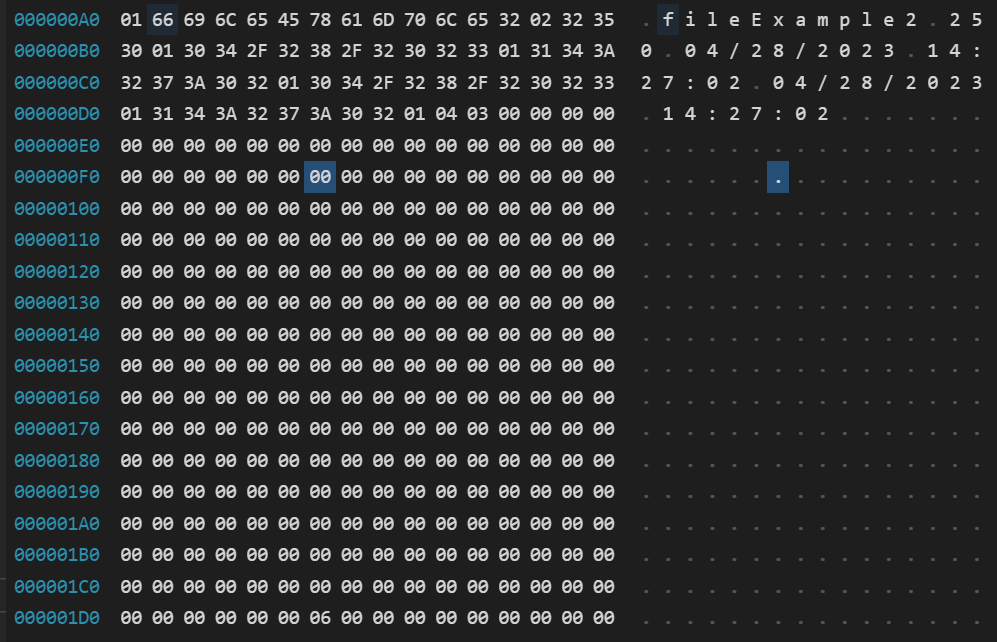 000000A0 01 66 69 6C 65 45 78 61 6D 70 6C 65 32 02 32 35 . f i l e E x a m p l e 2 . 2 5
000000B0 30 01 30 34 2F 32 38 2F 32 30 32 33 01 31 34 3A 0 . 0 4 / 2 8 / 2 0 2 3 . 1 4 :
000000C0 32 37 3A 30 32 01 30 34 2F 32 38 2F 32 30 32 33 2 7 : 0 2 . 0 4 / 2 8 / 2 0 2 3
000000D0 01 31 34 3A 32 37 3A 30 32 01 04 03 00 00 00 00 . 1 4 : 2 7 : 0 2 . . . . . . .
000000E0 00 00 00 00 00 00 00 00 00 00 00 00 00 00 00 00 . . . . . . . . . . . . . . . .
000000F0 00 00 00 00 00 00 00 00 00 00 00 00 00 00 00 00 . . . . . . . . . . . . . . . .
00000100 00 00 00 00 00 00 00 00 00 00 00 00 00 00 00 00 . . . . . . . . . . . . . . . .
00000110 00 00 00 00 00 00 00 00 00 00 00 00 00 00 00 00 . . . . . . . . . . . . . . . .
00000120 00 00 00 00 00 00 00 00 00 00 00 00 00 00 00 00 . . . . . . . . . . . . . . . .
00000130 00 00 00 00 00 00 00 00 00 00 00 00 00 00 00 00 . . . . . . . . . . . . . . . .
00000140 00 00 00 00 00 00 00 00 00 00 00 00 00 00 00 00 . . . . . . . . . . . . . . . .
00000150 00 00 00 00 00 00 00 00 00 00 00 00 00 00 00 00 . . . . . . . . . . . . . . . .
00000160 00 00 00 00 00 00 00 00 00 00 00 00 00 00 00 00 . . . . . . . . . . . . . . . .
00000170 00 00 00 00 00 00 00 00 00 00 00 00 00 00 00 00 . . . . . . . . . . . . . . . .
00000180 00 00 00 00 00 00 00 00 00 00 00 00 00 00 00 00 . . . . . . . . . . . . . . . .
00000190 00 00 00 00 00 00 00 00 00 00 00 00 00 00 00 00 . . . . . . . . . . . . . . . .
000001A0 00 00 00 00 00 00 00 00 00 00 00 00 00 00 00 00 . . . . . . . . . . . . . . . .
000001B0 00 00 00 00 00 00 00 00 00 00 00 00 00 00 00 00 . . . . . . . . . . . . . . . .
000001C0 00 00 00 00 00 00 00 00 00 00 00 00 00 00 00 00 . . . . . . . . . . . . . . . .
000001D0 00 00 00 00 00 00 06 00 00 00 00 00 00 00 00 00 . . . . . . . . . . . . . . . .